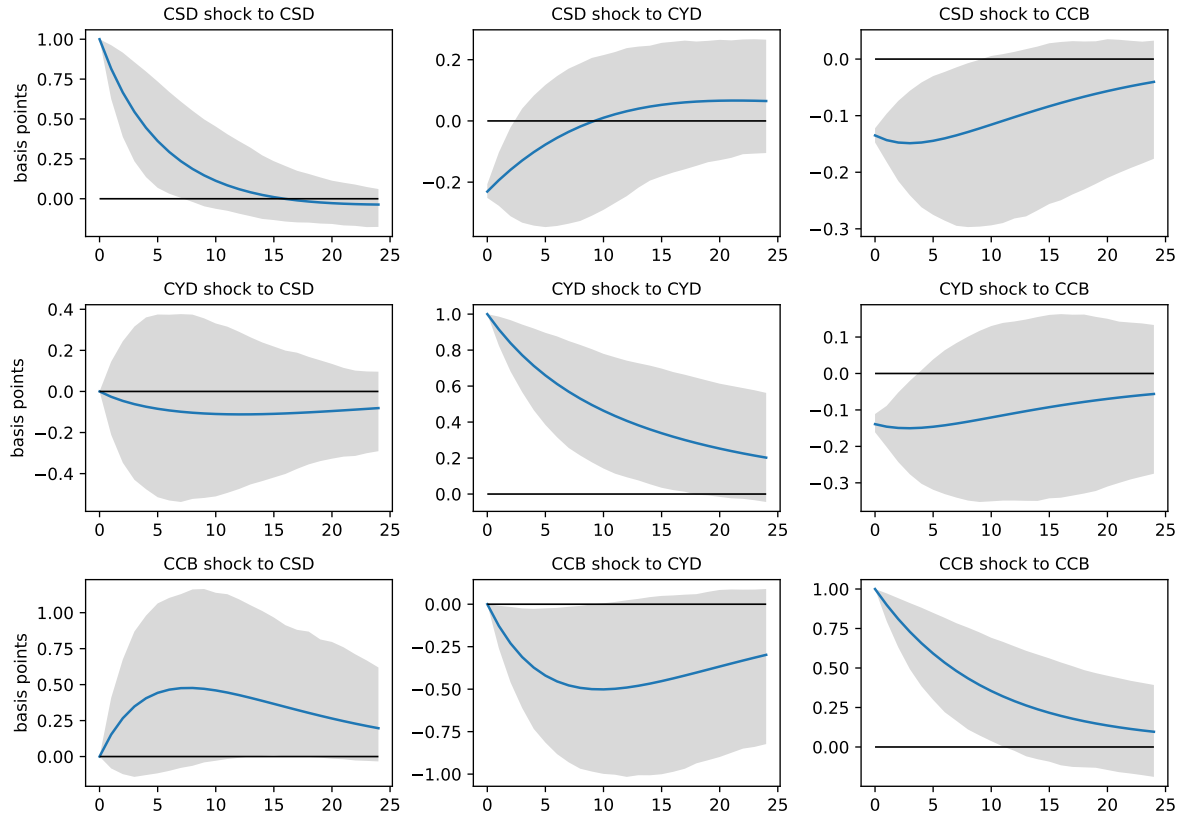 CSD shock to CSD CSD shock to CYD CSD shock to CCB
basis points
1.00 0.75 0.50 0.25 0.00
0.2 0.0 −0.2
0.0 −0.1 −0.2 −0.3
0 5 10 15 20 25 0 5 10 15 20 25 0 5 10 15 20 25
CYD shock to CSD CYD shock to CYD CYD shock to CCB
basis points
0.4 0.2 0.0 −0.2 −0.4
1.0 0.8 0.6 0.4 0.2 0.0
0.1 0.0 −0.1 −0.2 −0.3
0 5 10 15 20 25 0 5 10 15 20 25 0 5 10 15 20 25
CCB shock to CSD CCB shock to CYD CCB shock to CCB
basis points
1.00 0.75 0.50 0.25 0.00
0.00 −0.25 −0.50 −0.75 −1.00
1.00 0.75 0.50 0.25 0.00
0 5 10 15 20 25 0 5 10 15 20 25 0 5 10 15 20 25